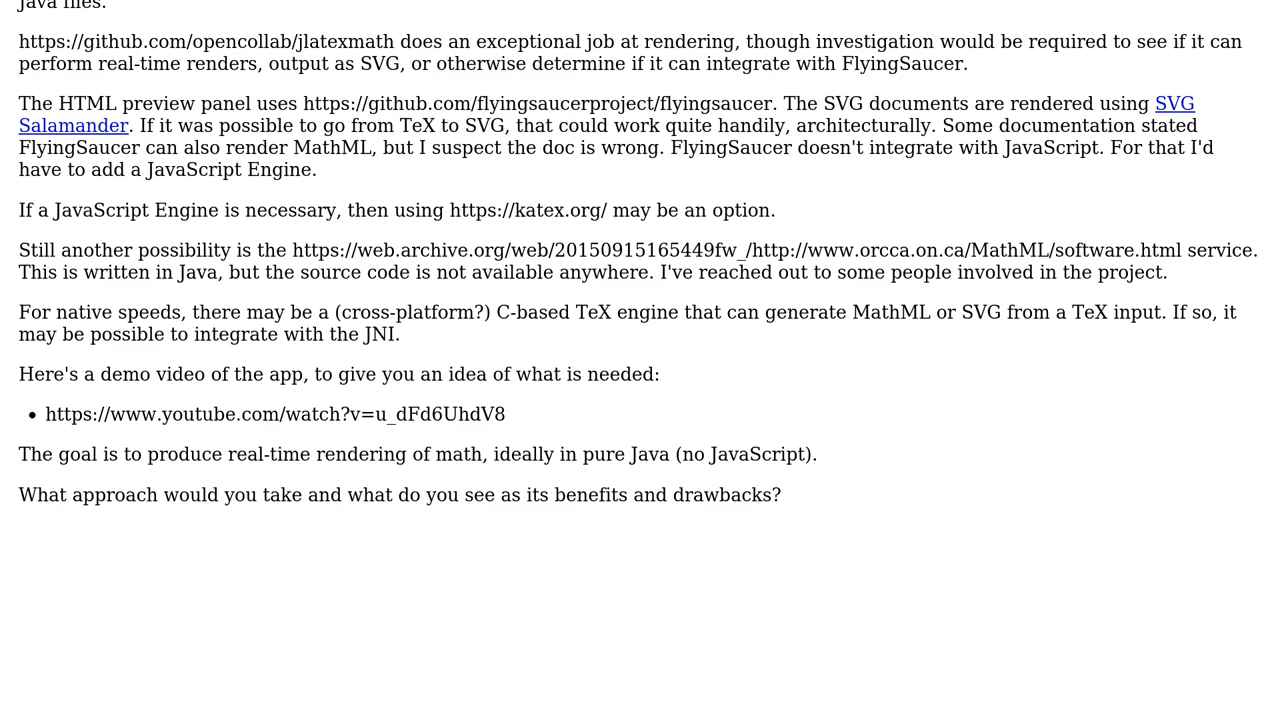 Java files.
https://github.com/opencollab/jlatexmath does an exceptional job at rendering, though investigation would be required to see if it can
perform real-time renders, output as SVG, or otherwise determine if it can integrate with FlyingSaucer.
The HTML preview panel uses https://github.com/flyingsaucerproject/flyingsaucer. The SVG documents are rendered using SVG
Salamander. If it was possible to go from TeX to SVG, that could work quite handily, architecturally. Some documentation stated
FlyingSaucer can also render MathML, but I suspect the doc is wrong. FlyingSaucer doesn't integrate with JavaScript. For that I'd
have to add a JavaScript Engine.
If a JavaScript Engine is necessary, then using https://katex.org/ may be an option.
Still another possibility is the https://web.archive.org/web/20150915165449fw_/http://www.orcca.on.ca/MathML/software.html service.
This is written in Java, but the source code is not available anywhere. I've reached out to some people involved in the project.
For native speeds, there may be a (cross-platform?) C-based TeX engine that can generate MathML or SVG from a TeX input. If so, it
may be possible to integrate with the JNI.
Here's a demo video of the app, to give you an idea of what is needed:
• https://www.youtube.com/watch?v=u_dFd6UhdV8
The goal is to produce real-time rendering of math, ideally in pure Java (no JavaScript).
What approach would you take and what do you see as its benefits and drawbacks?